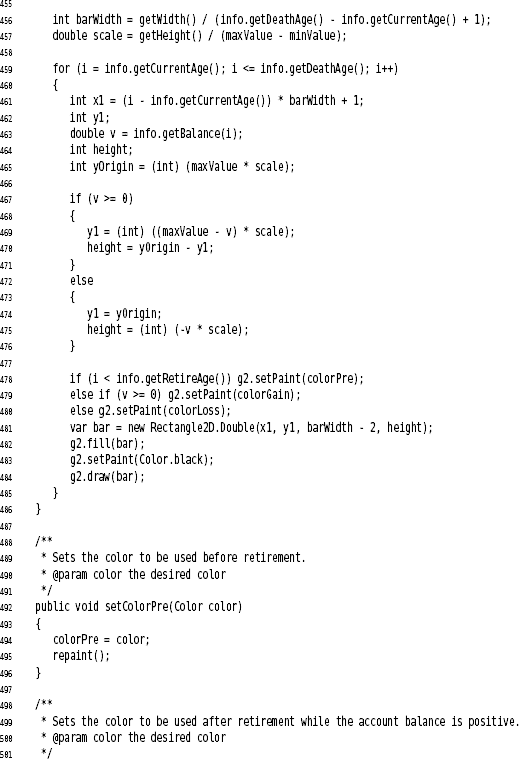 455
456 int barWidth = getWidth() / (info.getDeathAge() - info.getCurrentAge() + 1);
457 double scale = getHeight() / (maxValue - minValue);
458
459 for (i = info.getCurrentAge(); i <= info.getDeathAge(); i++)
460 {
461 int x1 = (i - info.getCurrentAge()) * barWidth + 1;
462 int y1;
463 double v = info.getBalance(i);
464 int height;
465 int yOrigin = (int) (maxValue * scale);
466
467 if (v >= 0)
468 {
469 y1 = (int) ((maxValue - v) * scale);
470 height = yOrigin - y1;
471 }
472 else
473 {
474 y1 = yOrigin;
475 height = (int) (-v * scale);
476 }
477
478 if (i < info.getRetireAge()) g2.setPaint(colorPre);
479 else if (v >= 0) g2.setPaint(colorGain);
480 else g2.setPaint(colorLoss);
481 var bar = new Rectangle2D.Double(x1, y1, barWidth - 2, height);
482 g2.fill(bar);
483 g2.setPaint(Color.black);
484 g2.draw(bar);
485 }
486 }
487
488 /**
489 * Sets the color to be used before retirement.
490 * @param color the desired color
491 */
492 public void setColorPre(Color color)
493 {
494 colorPre = color;
495 repaint();
496 }
497
498 /**
499 * Sets the color to be used after retirement while the account balance is positive.
500 * @param color the desired color
501 */